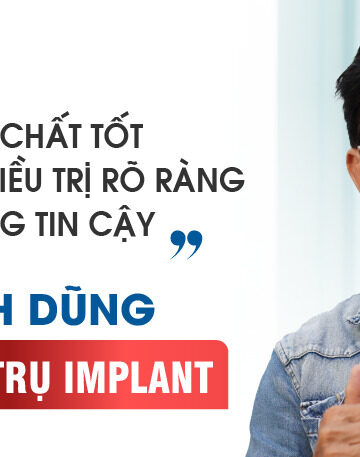 CHẤT TỐT
IỀU TRỊ RÕ RÀNG
G TIN CẬY ”
H DŨNG
TRỤ IMPLANT